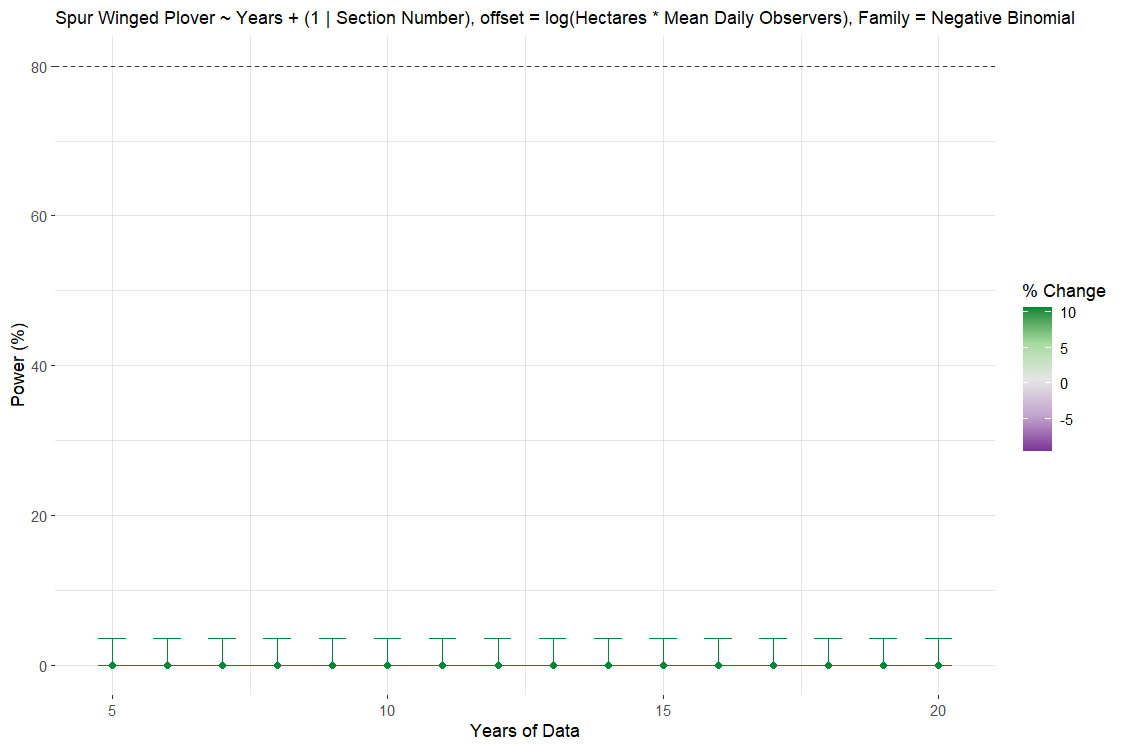 Spur Winged Plover ~ Years + (1 | Section Number), offset = log(Hectares * Mean Daily Observers), Family = Negative Binomial
80
60
40
20
0
Power (%)
5 10 15 20
Years of Data
% Change
10
5
0
-5